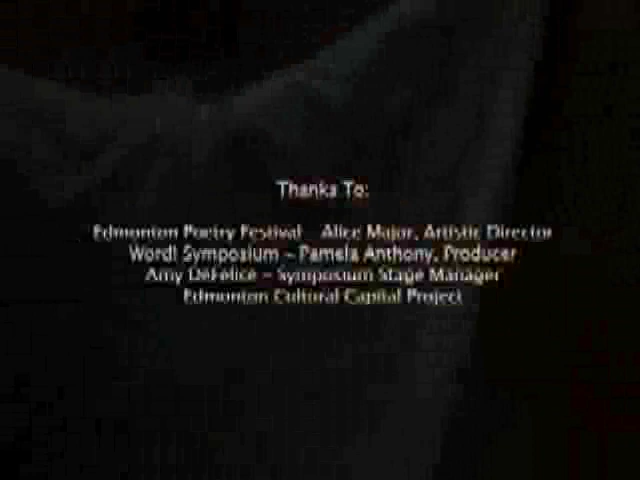 Thanks To:
Edmonton Poetry Festival – Alice Major, Artistic Director
Word! Symposium – Pamela Anthony, Producer
Amy DeFelice – Symposium Stage Manager
Edmonton Cultural Capital Project